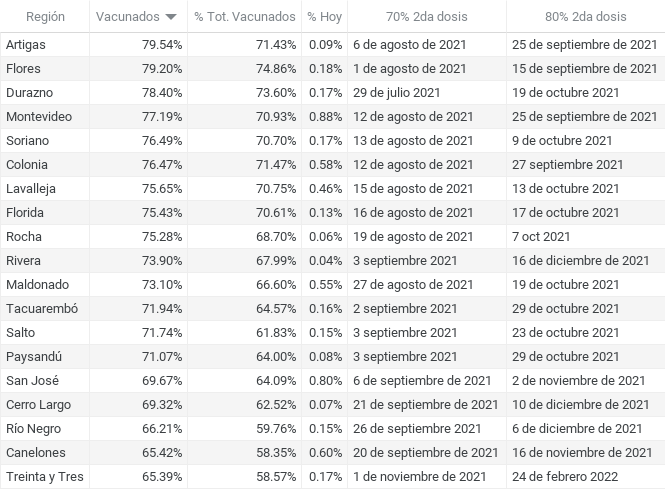 Región Vacunados % Tot. Vacunados % Hoy 70% 2da dosis 80% 2da dosis
Artigas 79.54% 71.43% 0.09% 6 de agosto de 2021 25 de septiembre de 2021
Flores 79.20% 74.86% 0.18% 1 de agosto de 2021 15 de septiembre de 2021
Durazno 78.40% 73.60% 0.17% 29 de julio 2021 19 de octubre 2021
Montevideo 77.19% 70.93% 0.88% 12 de agosto de 2021 25 de septiembre de 2021
Soriano 76.49% 70.70% 0.17% 13 de agosto de 2021 9 de octubre 2021
Colonia 76.47% 71.47% 0.58% 12 de agosto de 2021 27 septiembre 2021
Lavalleja 75.65% 70.75% 0.46% 15 de agosto de 2021 13 de octubre 2021
Florida 75.43% 70.61% 0.13% 16 de agosto de 2021 17 de octubre 2021
Rocha 75.28% 68.70% 0.06% 19 de agosto de 2021 7 oct 2021
Rivera 73.90% 67.99% 0.04% 3 septiembre 2021 16 de diciembre de 2021
Maldonado 73.10% 66.60% 0.55% 27 de agosto de 2021 19 de octubre 2021
Tacuarembó 71.94% 64.57% 0.16% 2 septiembre 2021 29 de octubre 2021
Salto 71.74% 61.83% 0.15% 3 septiembre 2021 23 de octubre 2021
Paysandú 71.07% 64.00% 0.08% 3 septiembre 2021 29 de octubre 2021
San José 69.67% 64.09% 0.80% 6 de septiembre de 2021 2 de noviembre de 2021
Cerro Largo 69.32% 62.52% 0.07% 21 de septiembre de 2021 10 de diciembre de 2021
Río Negro 66.21% 59.76% 0.15% 26 de septiembre 2021 6 de diciembre de 2021
Canelones 65.42% 58.35% 0.60% 20 de septiembre de 2021 16 de noviembre de 2021
Treinta y Tres 65.39% 58.57% 0.17% 1 de noviembre de 2021 24 de febrero 2022